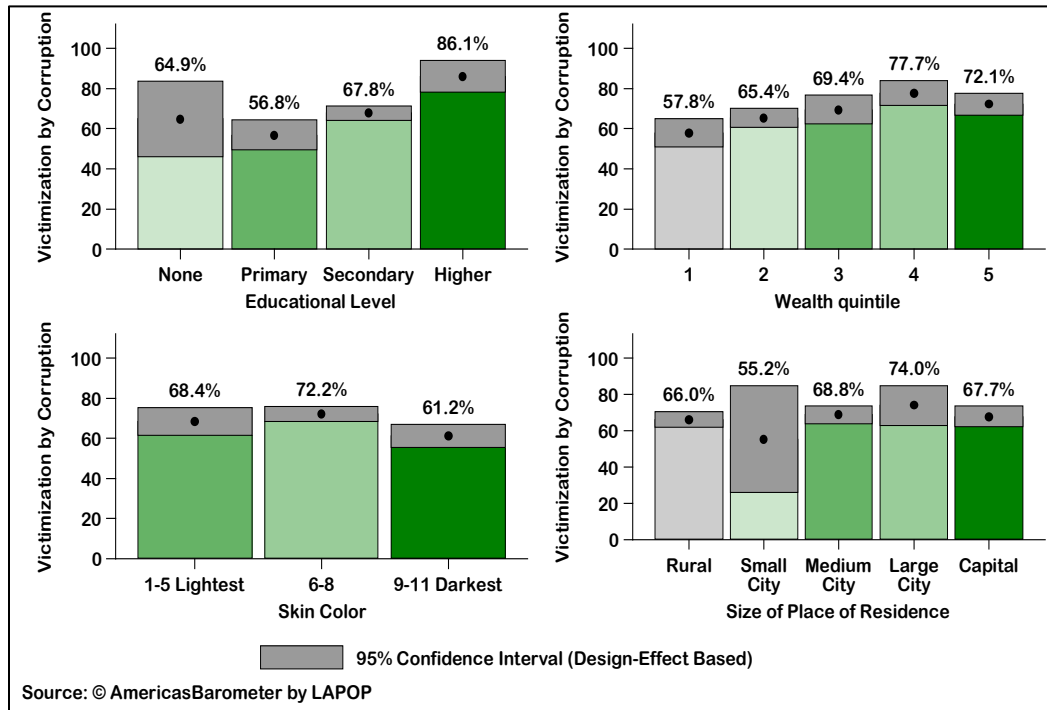 Victimization by Corruption
100
80
60
40
20
0
64.9%
56.8%
67.8%
86.1%
None
Primary
Secondary
Higher
Educational Level
Victimization by Corruption
100
80
60
40
20
0
57.8%
65.4%
69.4%
77.7%
72.1%
1
2
3
4
5
Wealth quintile
Victimization by Corruption
100
80
60
40
20
0
68.4%
72.2%
61.2%
1-5 Lightest
6-8
9-11 Darkest
Skin Color
Victimization by Corruption
100
80
60
40
20
0
66.0%
55.2%
68.8%
74.0%
67.7%
Rural
Small
City
Medium
City
Large
City
Capital
Size of Place of Residence
95% Confidence Interval (Design-Effect Based)
Source: © AmericasBarometer by LAPOP